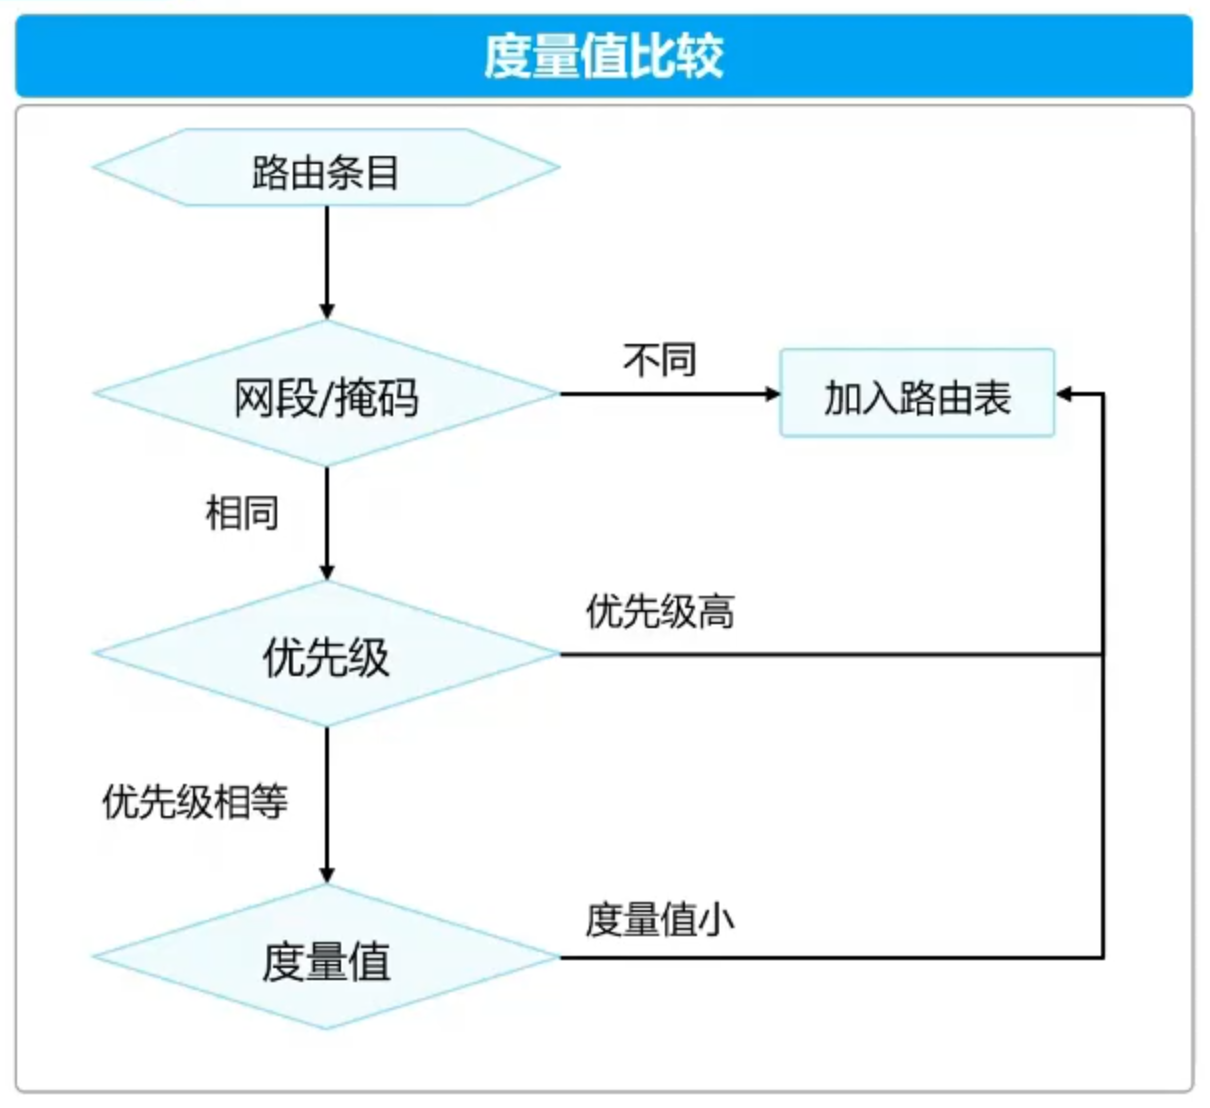 度量值比较
路由条目
不同
网段/掩码
加入路由表
相同
优先级高
优先级
优先级相等
度量值小
度量值